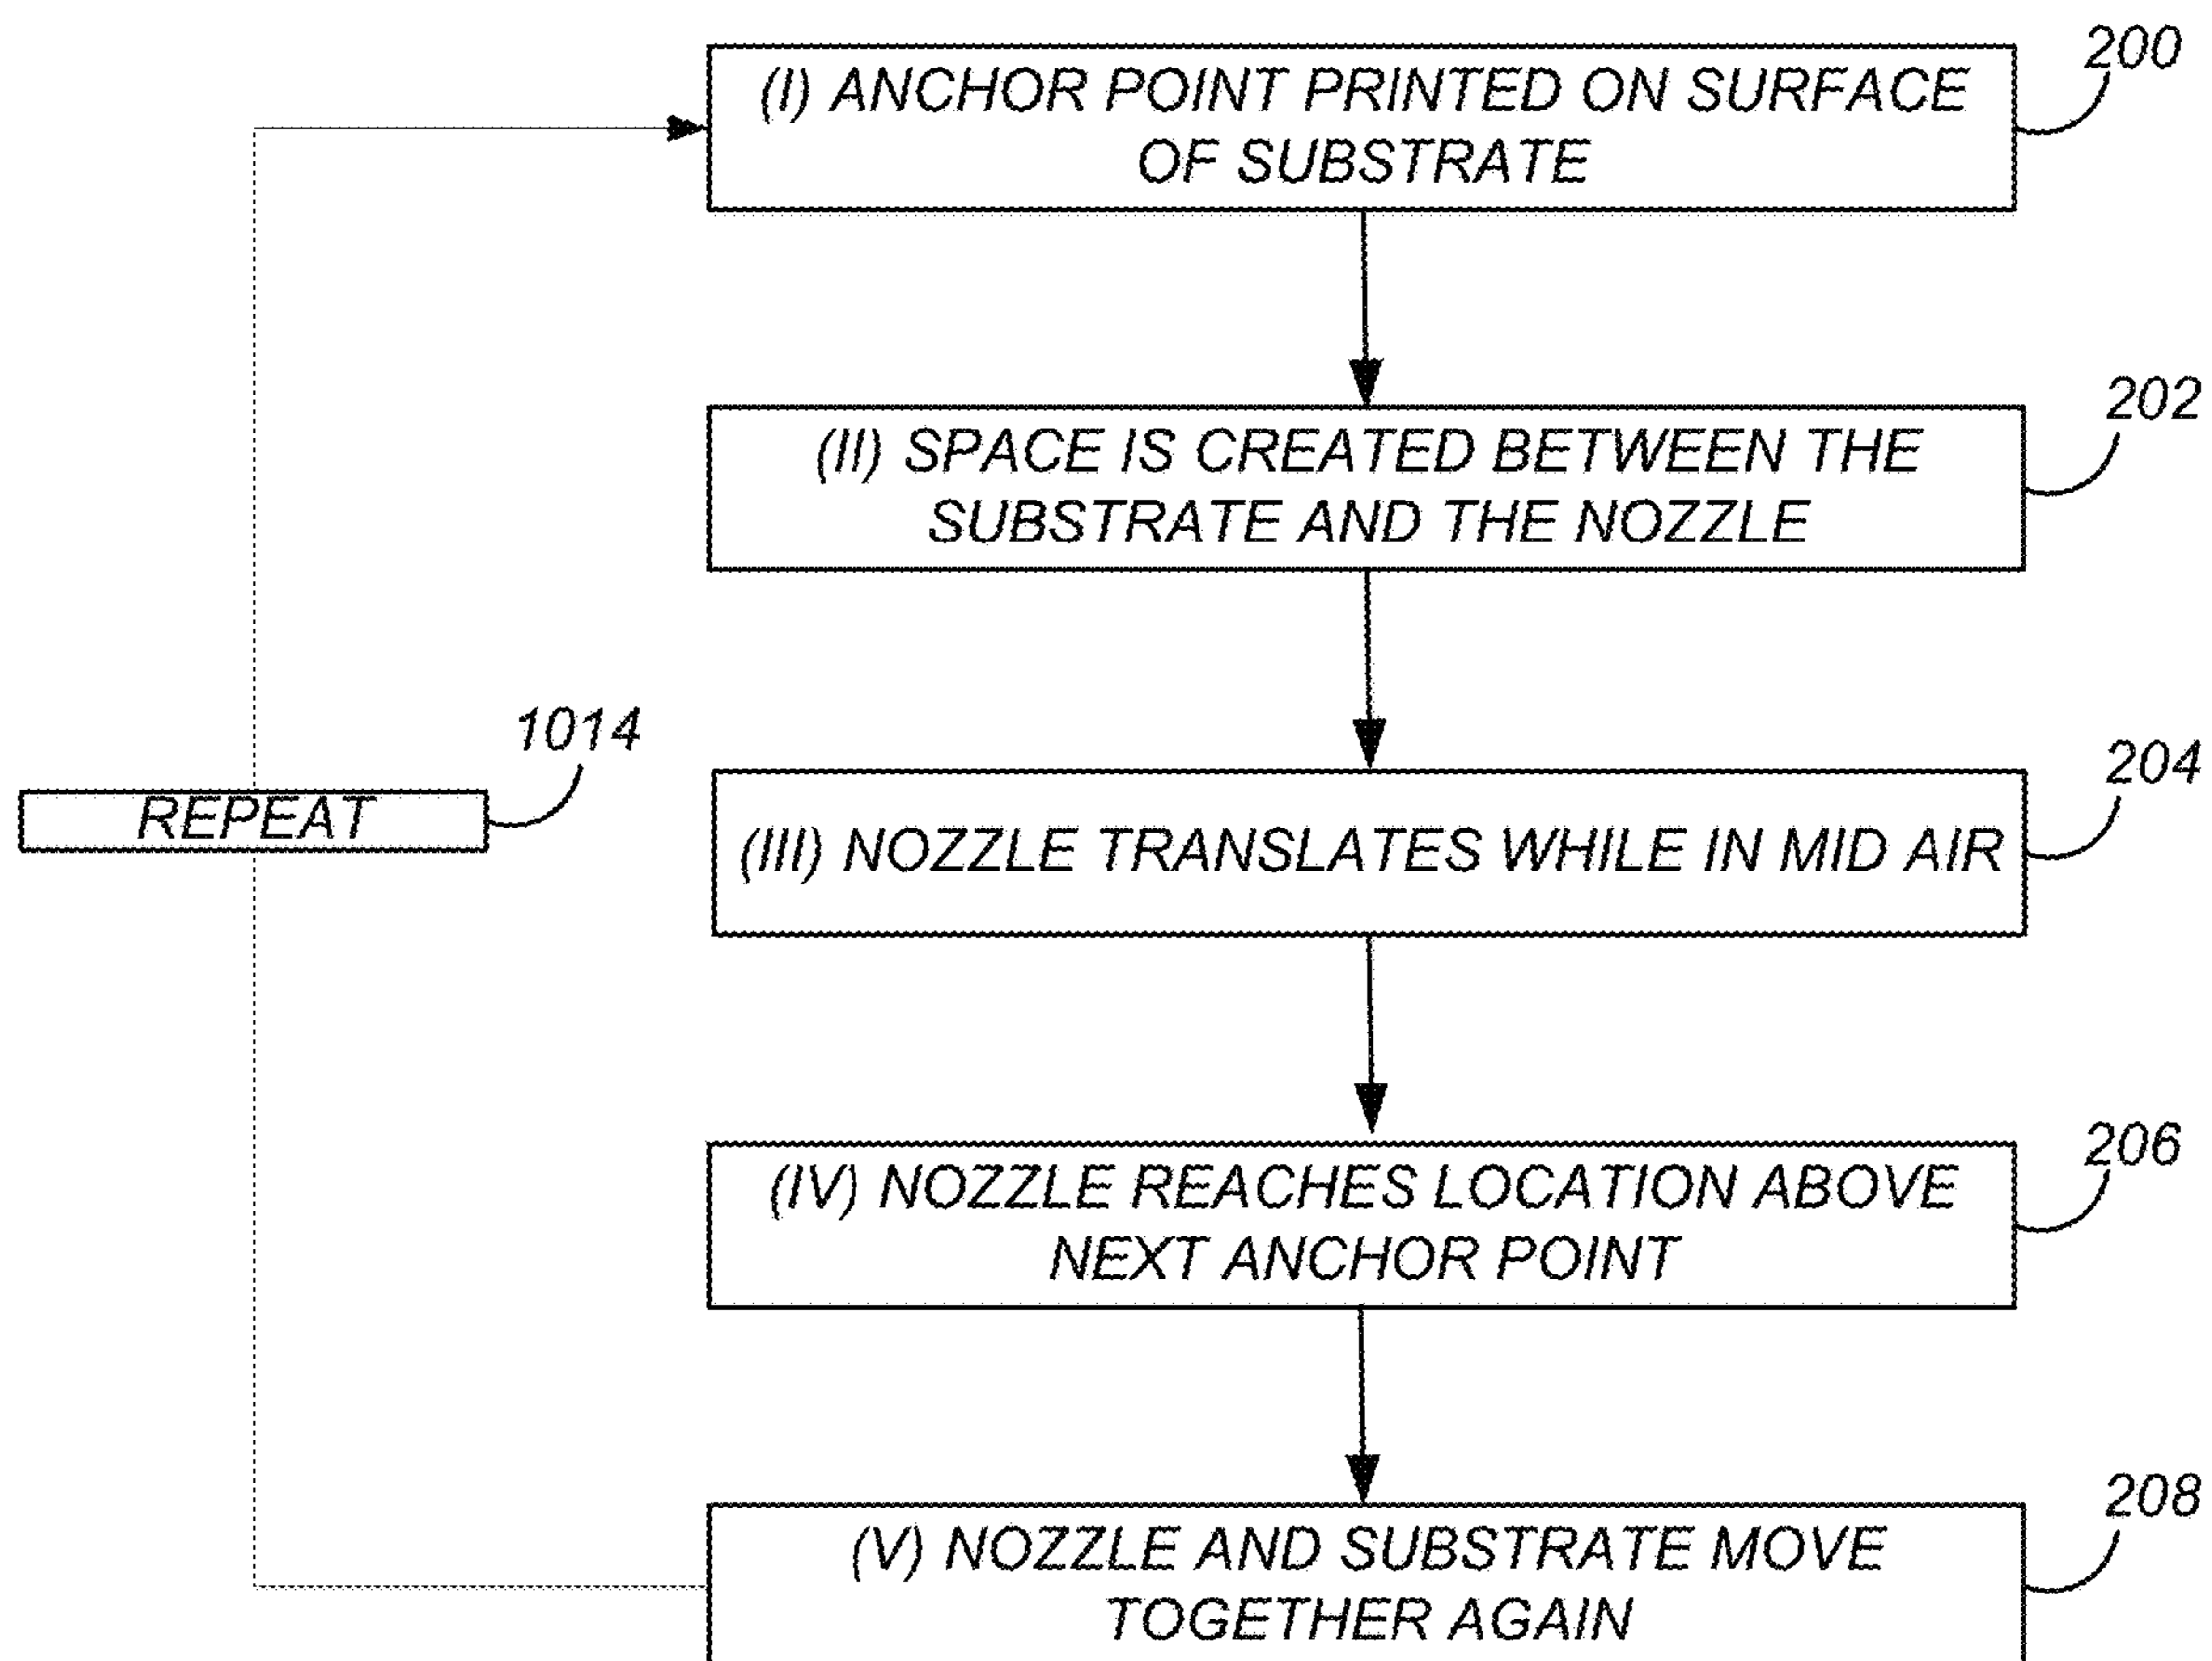 200
(I) ANCHOR POINT PRINTED ON SURFACE
OF SUBSTRATE
202
(II) SPACE IS CREATED BETWEEN THE
SUBSTRATE AND THE NOZZLE
1014
REPEAT
204
(III) NOZZLE TRANSLATES WHILE IN MID AIR
206
(IV) NOZZLE REACHES LOCATION ABOVE
NEXT ANCHOR POINT
208
(V) NOZZLE AND SUBSTRATE MOVE
TOGETHER AGAIN